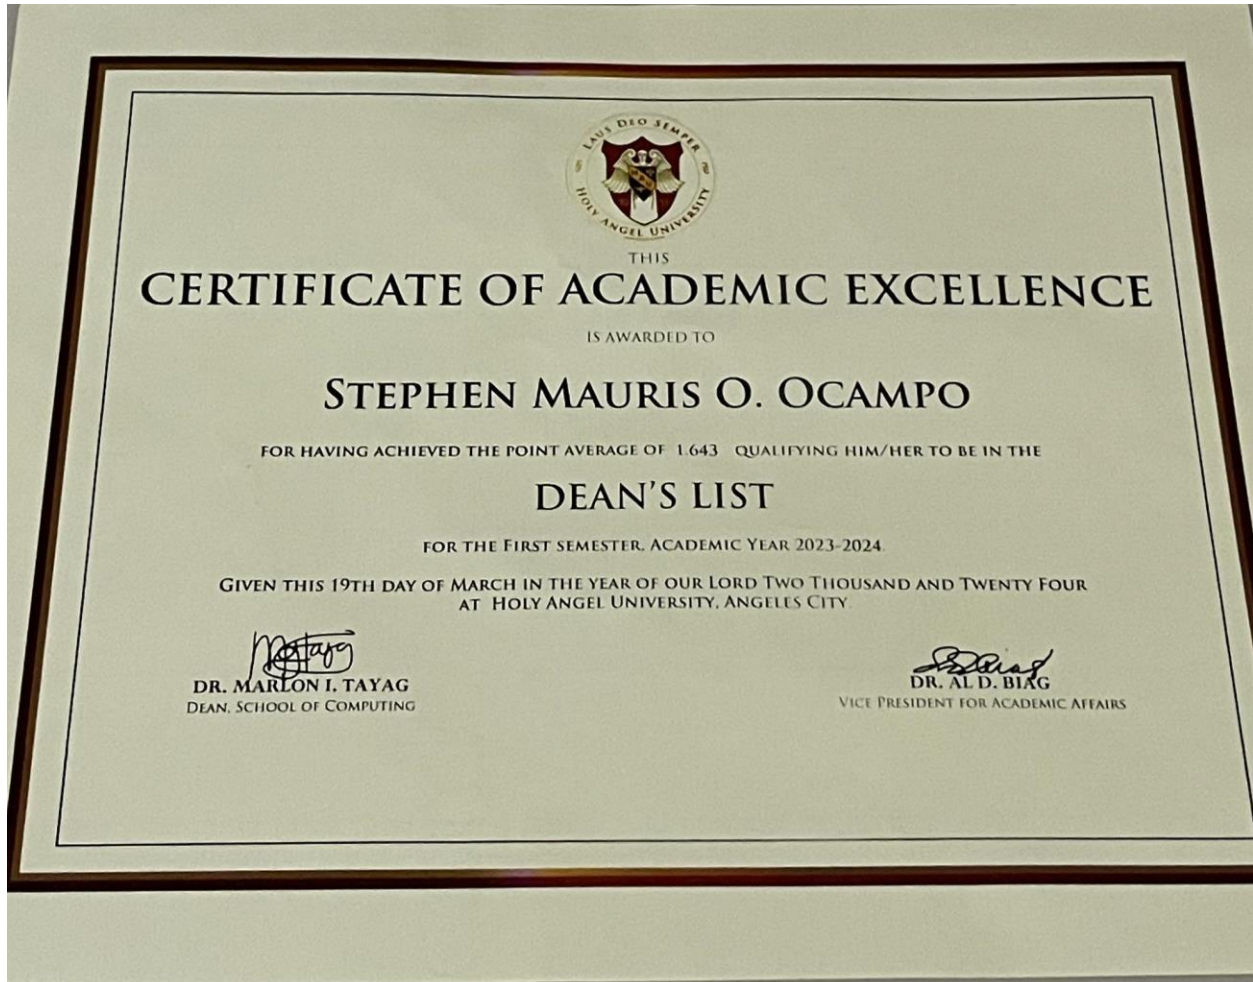 LAUS DEO SEMPER
HOLY ANGEL UNIVERSITY
THIS
CERTIFICATE OF ACADEMIC EXCELLENCE
IS AWARDED TO
STEPHEN MAURIS O. OCAMPO
FOR HAVING ACHIEVED THE POINT AVERAGE OF 1.643 QUALIFYING HIM/HER TO BE IN THE
DEAN'S LIST
FOR THE FIRST SEMESTER, ACADEMIC YEAR 2023-2024.
GIVEN THIS 19TH DAY OF MARCH IN THE YEAR OF OUR LORD TWO THOUSAND AND TWENTY FOUR
AT HOLY ANGEL UNIVERSITY, ANGELES CITY.
DR. MARLON I. TAYAG
DEAN, SCHOOL OF COMPUTING
DR. AL D. BIAG
VICE PRESIDENT FOR ACADEMIC AFFAIRS